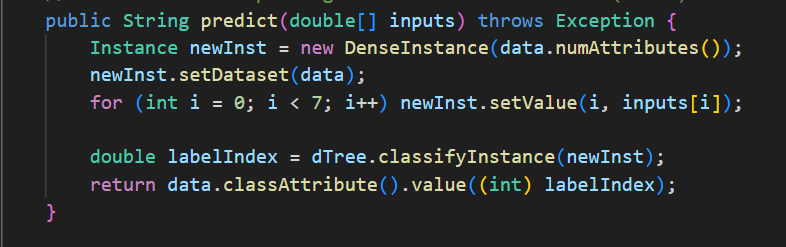 public String predict(double[] inputs) throws Exception {
    Instance newInst = new DenseInstance(data.numAttributes());
    newInst.setDataset(data);
    for (int i = 0; i < 7; i++) newInst.setValue(i, inputs[i]);

    double labelIndex = dTree.classifyInstance(newInst);
    return data.classAttribute().value((int) labelIndex);
}